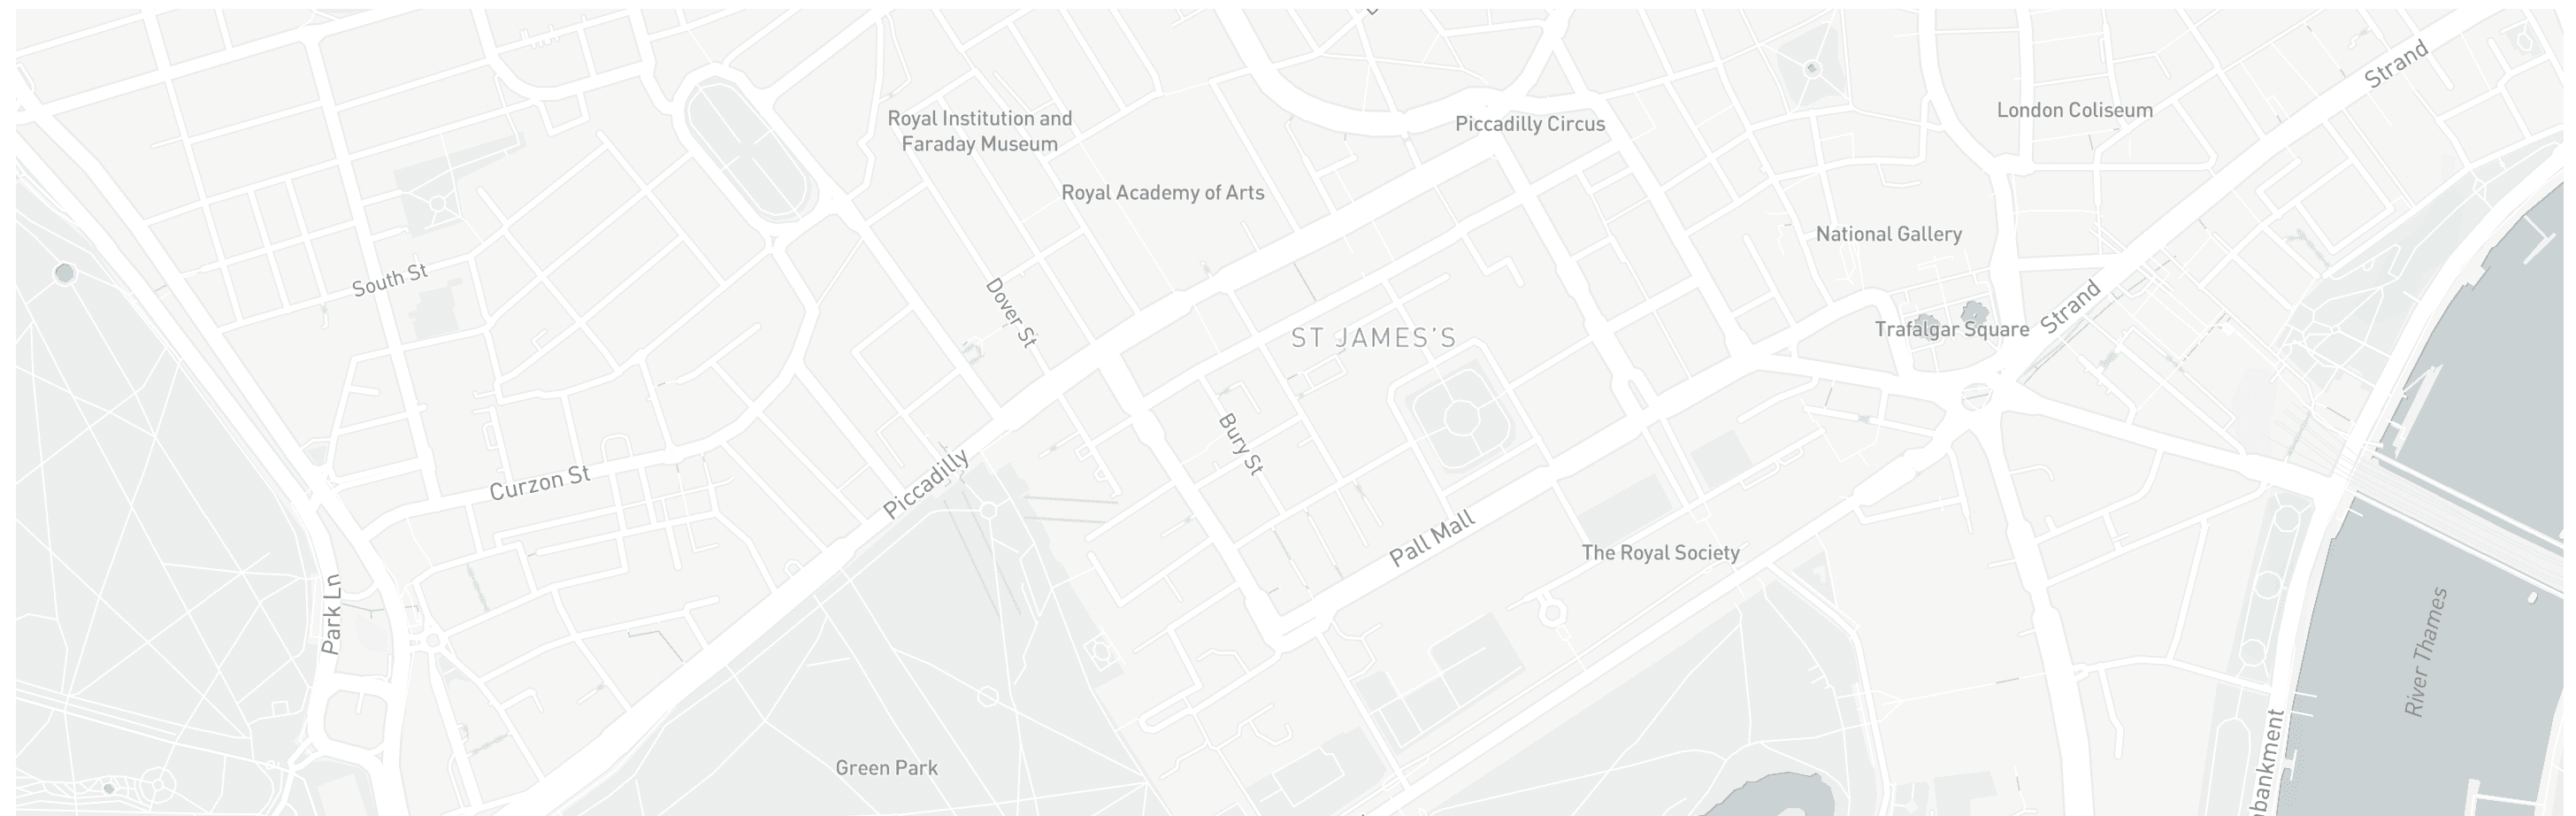 Strand
London Coliseum
Royal Institution and
Faraday Museum
Piccadilly Circus
Royal Academy of Arts
National Gallery
South St
Dover St
Strand
Trafalgar Square
ST JAMES'S
Bury St
Curzon St
Piccadilly
Pall Mall
The Royal Society
Park Ln
River Thames
Green Park
bankment